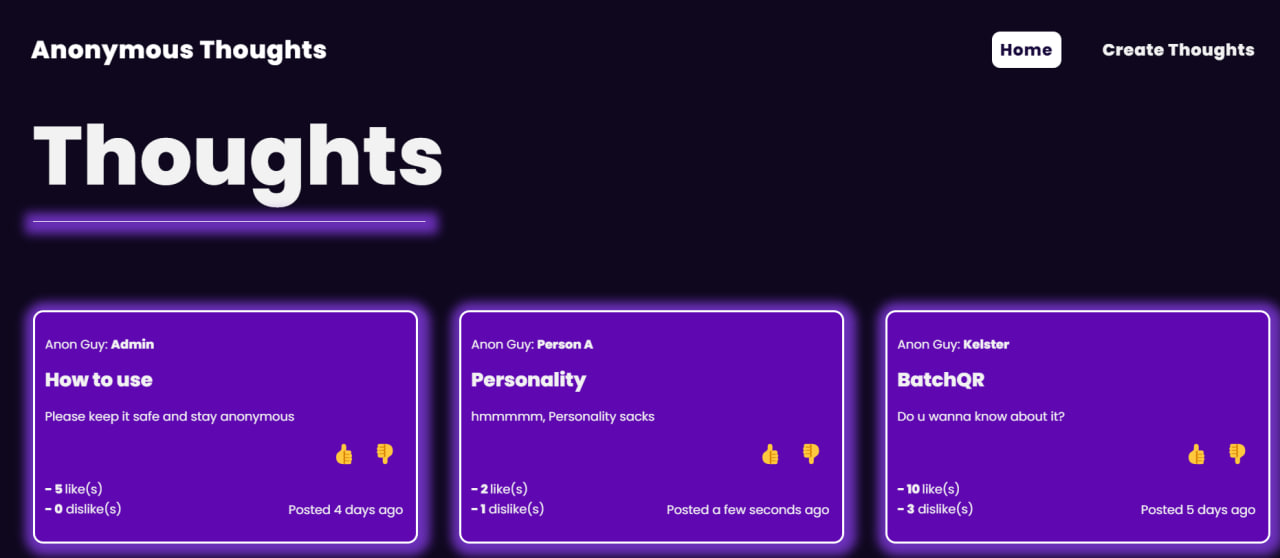 Anonymous Thoughts
Home
Create Thoughts
Thoughts
Anon Guy: Admin
How to use
Please keep it safe and stay anonymous
- 5 like(s)
- 0 dislike(s)
Posted 4 days ago
Anon Guy: Person A
Personality
hmmmmm, Personality sacks
- 2 like(s)
- 1 dislike(s)
Posted a few seconds ago
Anon Guy: Kelster
BatchQR
Do u wanna know about it?
- 10 like(s)
- 3 dislike(s)
Posted 5 days ago